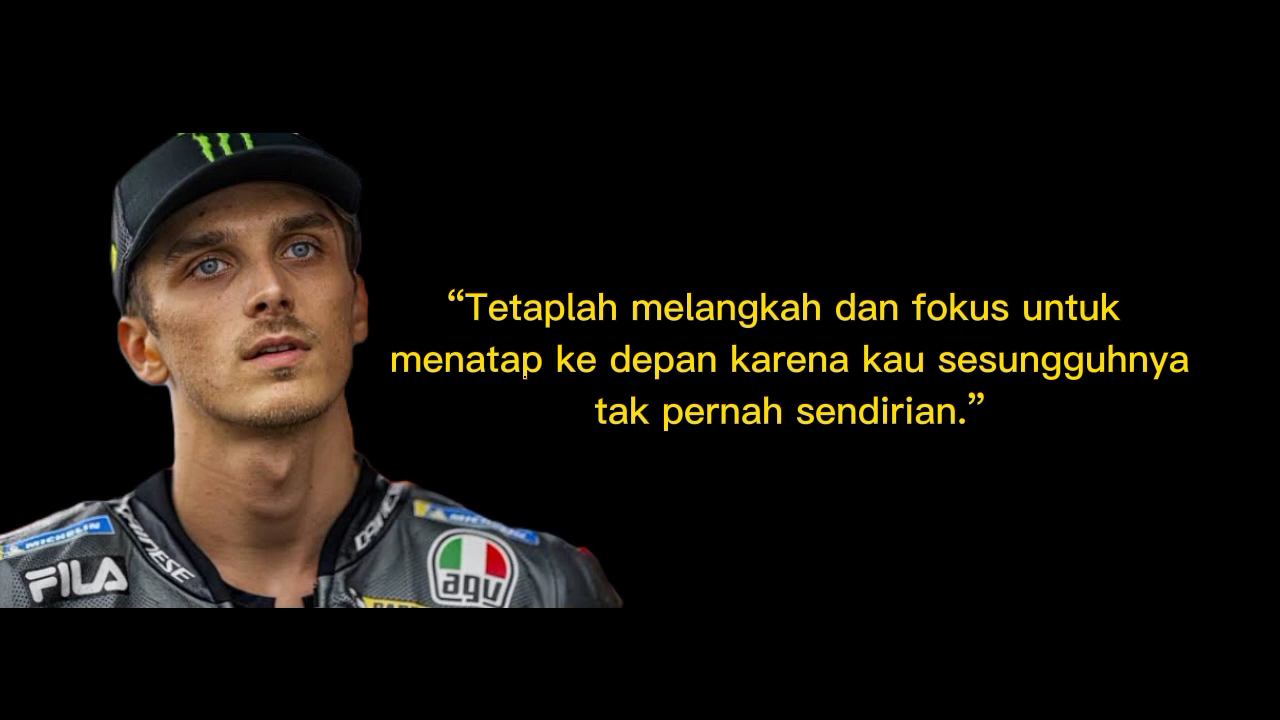 “Tetaplah melangkah dan fokus untuk
menatap ke depan karena kau sesungguhnya
tak pernah sendirian.”
MICHELIN
FILA
agv